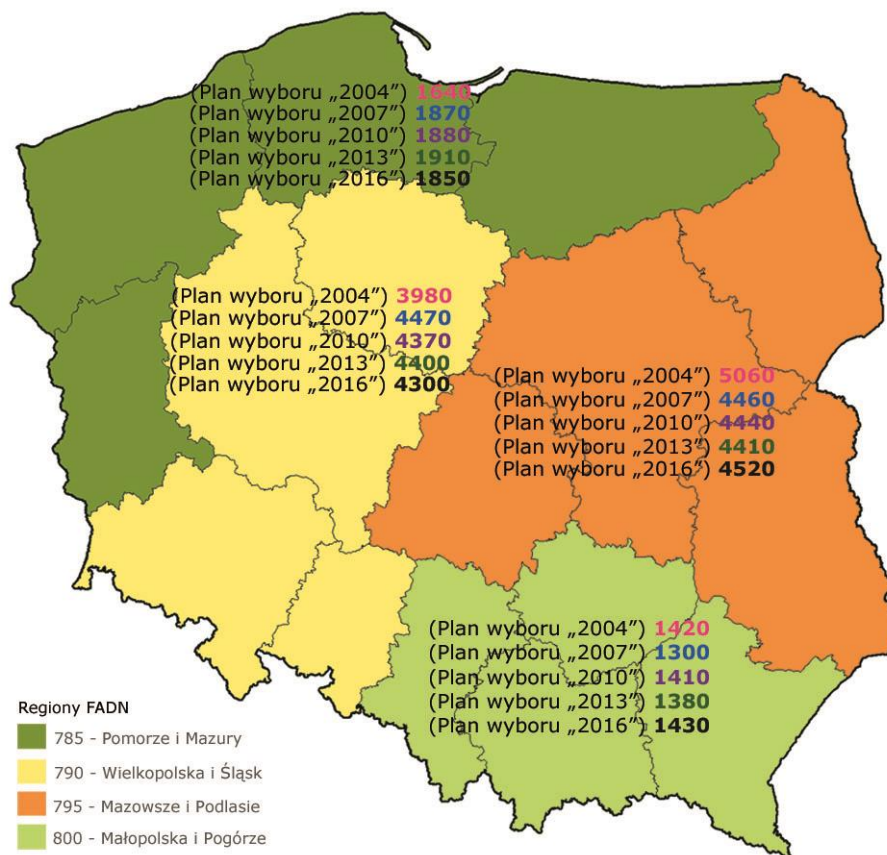 (Plan wyboru „2004”) 1640
(Plan wyboru „2007”) 1870
(Plan wyboru „2010”) 1880
(Plan wyboru „2013”) 1910
(Plan wyboru „2016”) 1850
(Plan wyboru „2004”) 3980
(Plan wyboru „2007”) 4470
(Plan wyboru „2010”) 4370
(Plan wyboru „2013”) 4400
(Plan wyboru „2016”) 4300
(Plan wyboru „2004”) 5060
(Plan wyboru „2007”) 4460
(Plan wyboru „2010”) 4440
(Plan wyboru „2013”) 4410
(Plan wyboru „2016”) 4520
(Plan wyboru „2004”) 1420
(Plan wyboru „2007”) 1300
(Plan wyboru „2010”) 1410
(Plan wyboru „2013”) 1380
(Plan wyboru „2016”) 1430
Regiony FADN
785 - Pomorze i Mazury
790 - Wielkopolska i Śląsk
795 - Mazowsze i Podlasie
800 - Małopolska i Pogórze